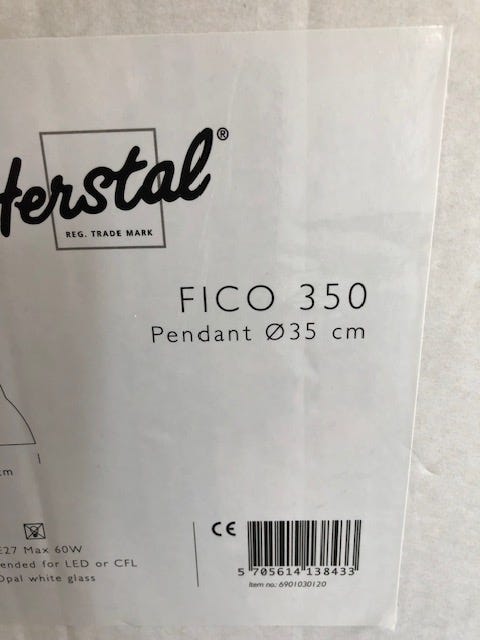 Herstal®
REG. TRADE MARK
FICO 350
Pendant Ø35 cm
cm
E27 Max 60W
ended for LED or CFL
Opal white glass
CE
5 705614 138433
Item no.: 6901030120